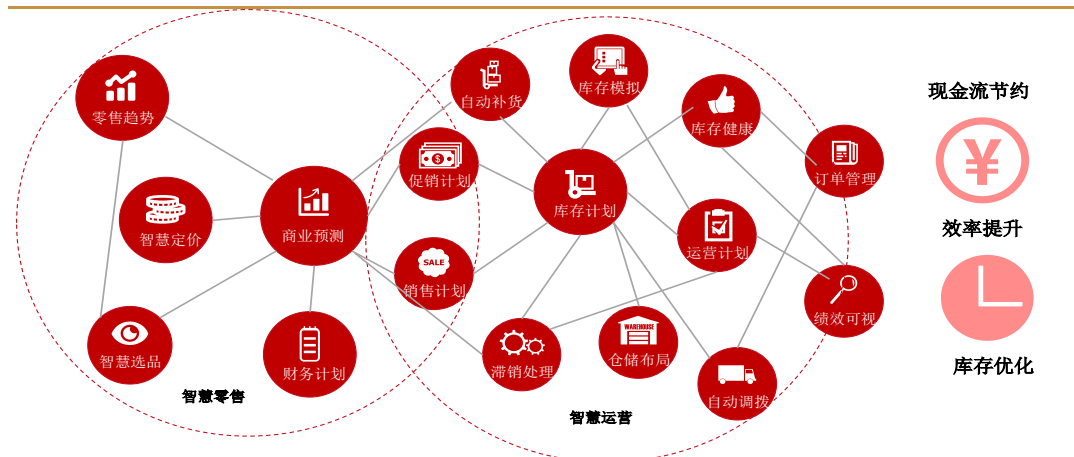 零售趋势
智慧定价
智慧选品
商业预测
财务计划
智慧零售
自动补货
促销计划
销售计划
SALE
$
库存模拟
库存健康
库存计划
运营计划
滞销处理
WAREHOUSE
仓储布局
自动调拨
订单管理
绩效可视
智慧运营
现金流节约
¥
效率提升
库存优化